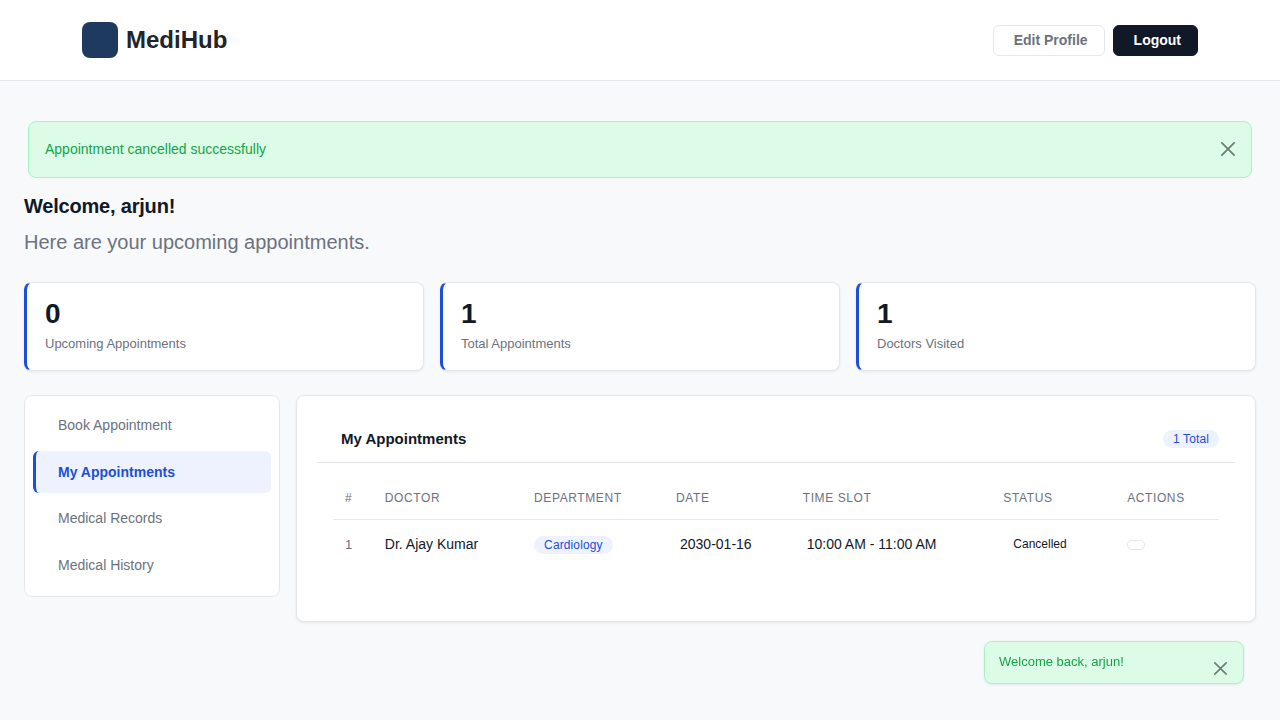 MediHub
Edit Profile
Logout
Appointment cancelled successfully
Welcome, arjun!
Here are your upcoming appointments.
0
Upcoming Appointments
1
Total Appointments
1
Doctors Visited
Book Appointment
My Appointments
Medical Records
Medical History
My Appointments
1 Total
# DOCTOR DEPARTMENT DATE TIME SLOT STATUS ACTIONS
1 Dr. Ajay Kumar Cardiology 2030-01-16 10:00 AM - 11:00 AM Cancelled
Welcome back, arjun!